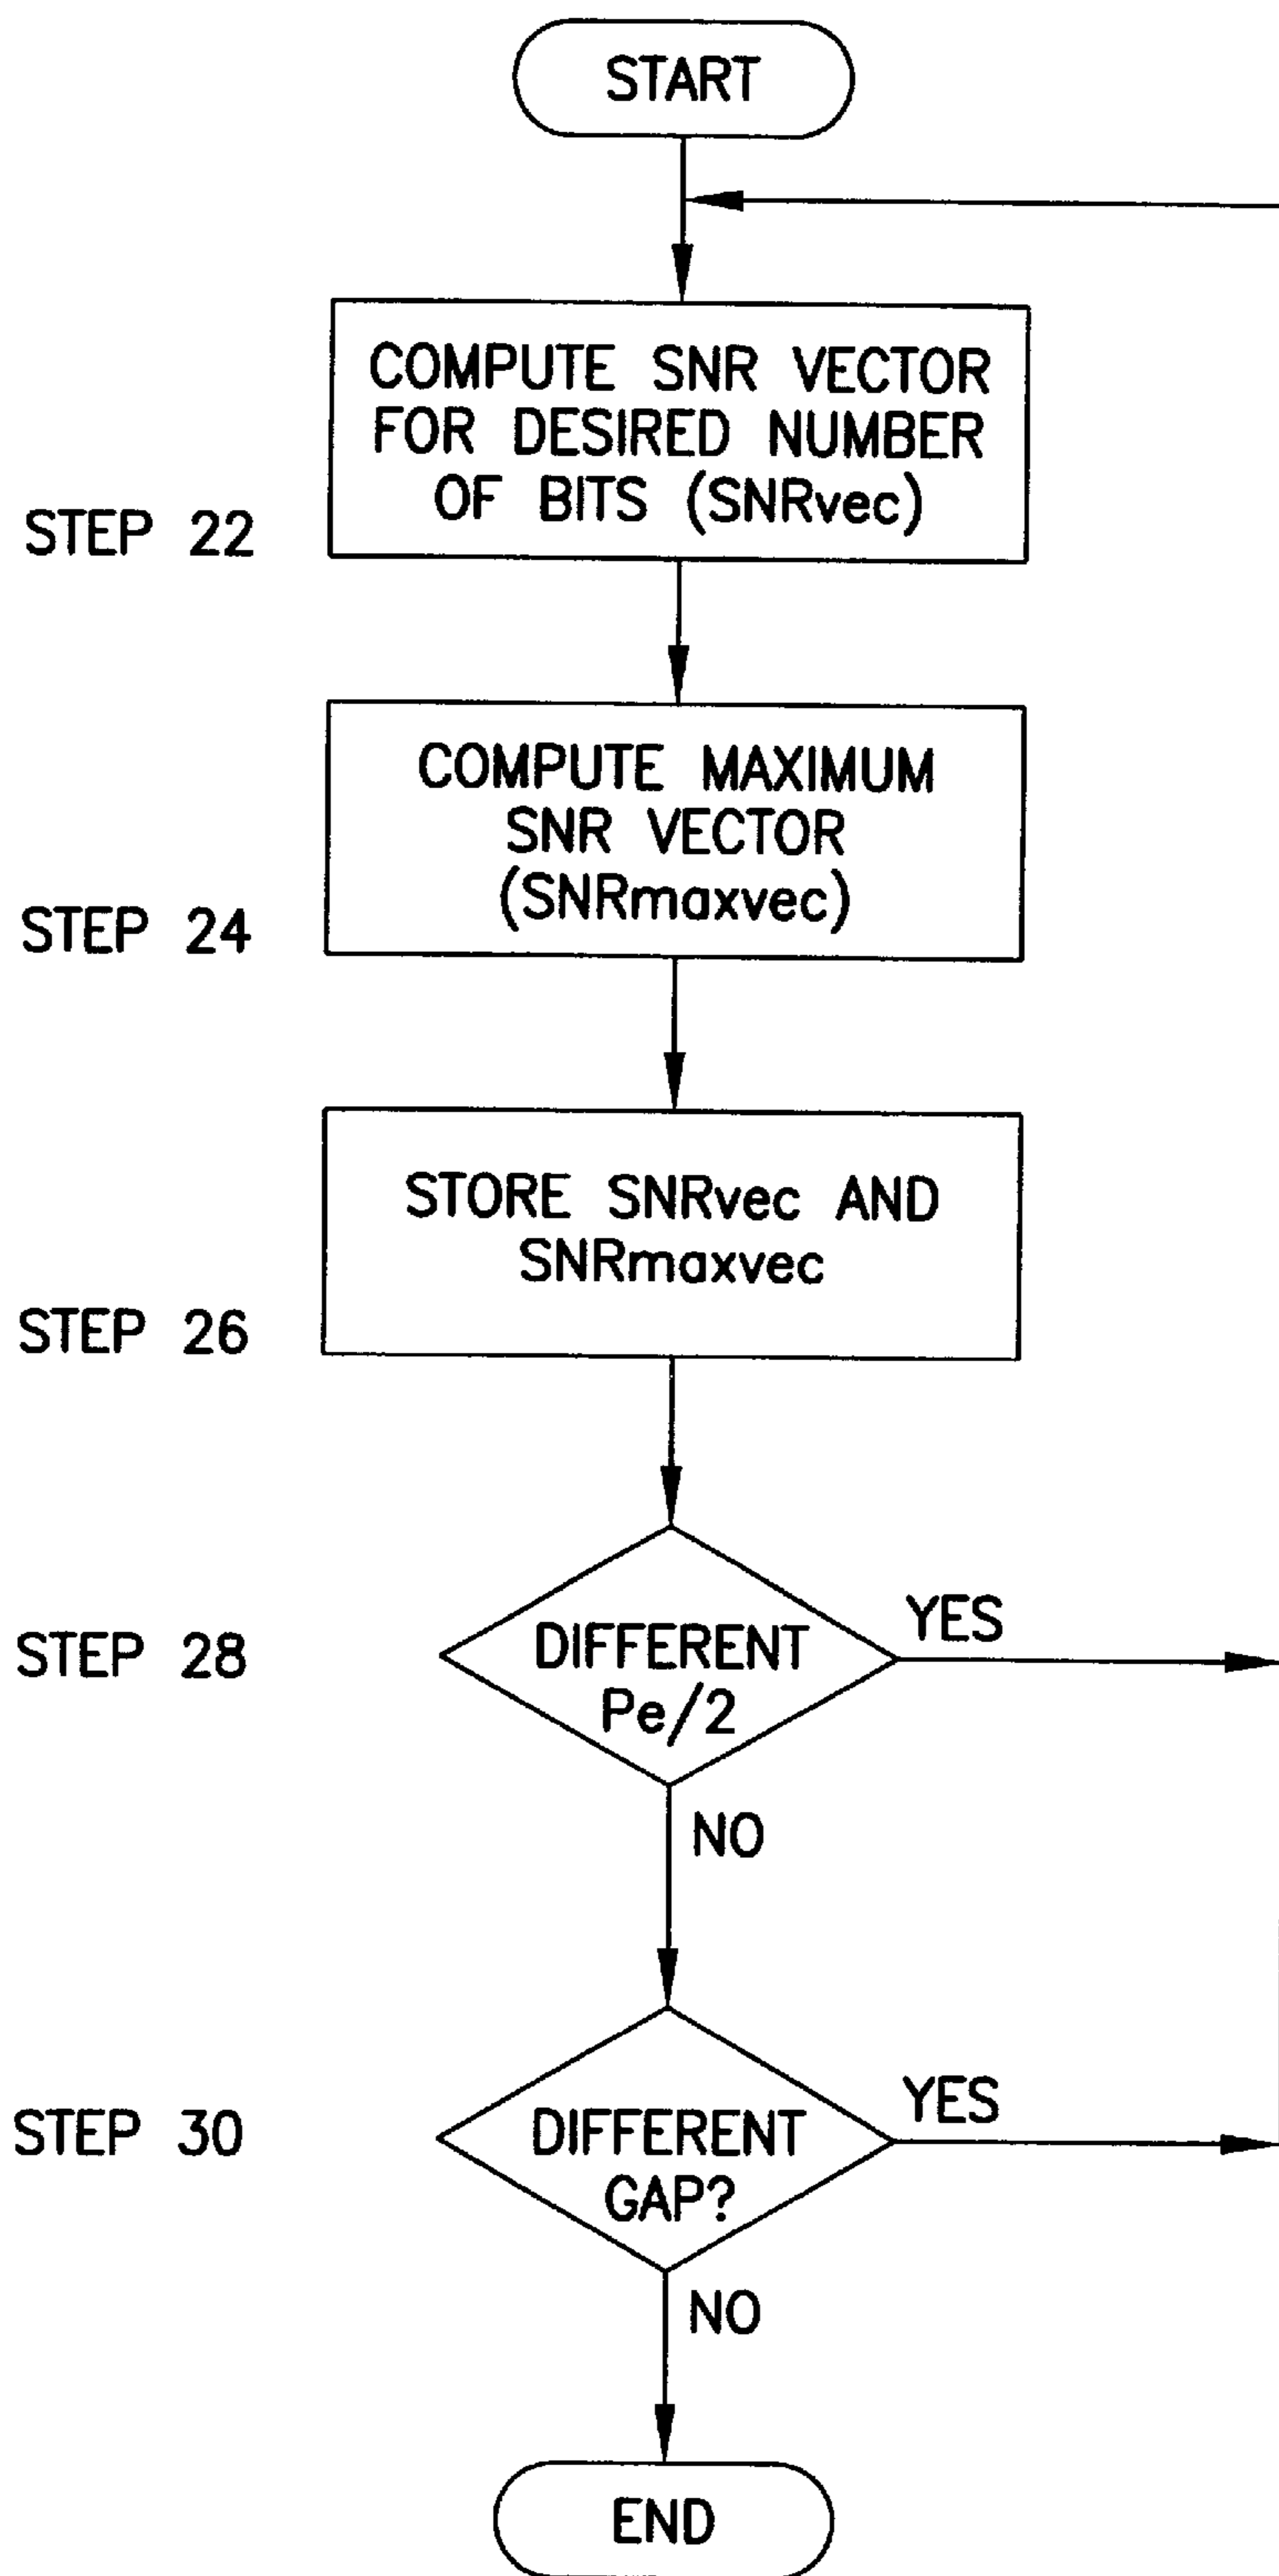 START
COMPUTE SNR VECTOR
FOR DESIRED NUMBER
OF BITS (SNRvec)
STEP 22
COMPUTE MAXIMUM
SNR VECTOR
(SNRmaxvec)
STEP 24
STORE SNRvec AND
SNRmaxvec
STEP 26
STEP 28
DIFFERENT
Pe/2
YES
NO
STEP 30
DIFFERENT
GAP?
YES
NO
END